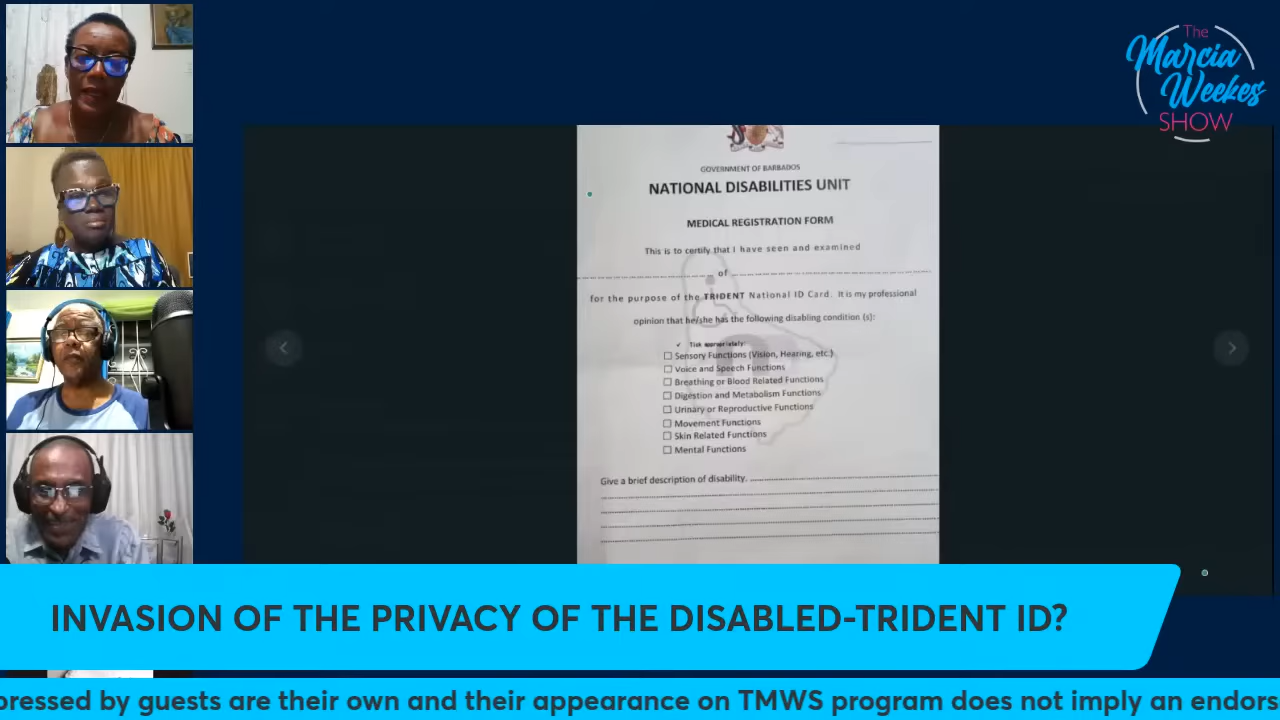 The
Marcia
Weekes
SHOW
GOVERNMENT OF BARBADOS
NATIONAL DISABILITIES UNIT
MEDICAL REGISTRATION FORM
This is to certify that I have seen and examined
of
for the purpose of the TRIDENT National ID Card. It is my professional
opinion that he/she has the following disabling condition (s):
✓ Tick appropriately:
☐ Sensory Functions (Vision, Hearing, etc.)
☐ Voice and Speech Functions
☐ Breathing or Blood Related Functions
☐ Digestion and Metabolism Functions
☐ Urinary or Reproductive Functions
☐ Movement Functions
☐ Skin Related Functions
☐ Mental Functions
Give a brief description of disability.
INVASION OF THE PRIVACY OF THE DISABLED-TRIDENT ID?
pressed by guests are their own and their appearance on TMWS program does not imply an endors